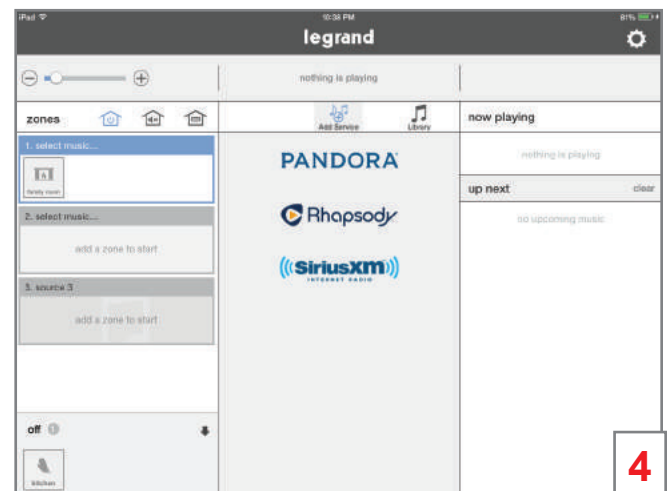 iPad
10:38 PM
81%
legrand
nothing is playing
zones
Add Service
Library
now playing
1. select music...
family room
nothing is playing
PANDORA
up next
clear
2. select music...
Rhapsody
no upcoming music
add a zone to start
((SiriusXM))
INTERNET RADIO
3. source 3
add a zone to start
off
kitchen
4